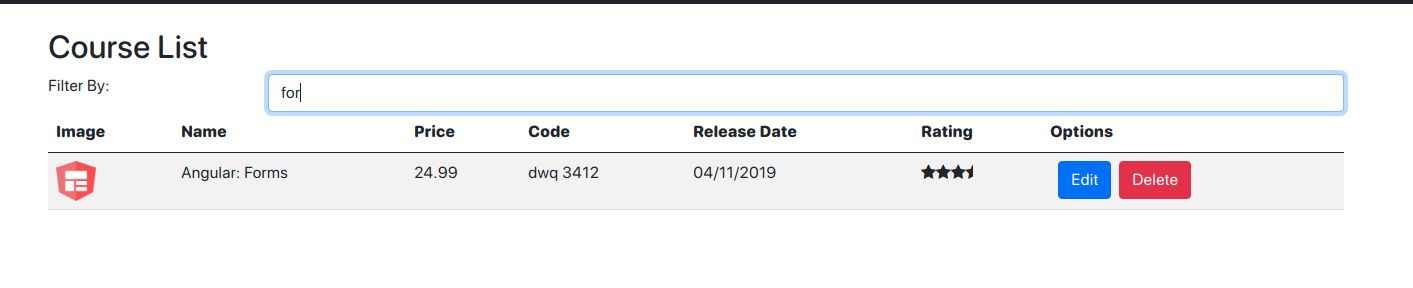 Course List
Filter By: for
Image Name Price Code Release Date Rating Options
Angular: Forms 24.99 dwq 3412 04/11/2019 Edit Delete